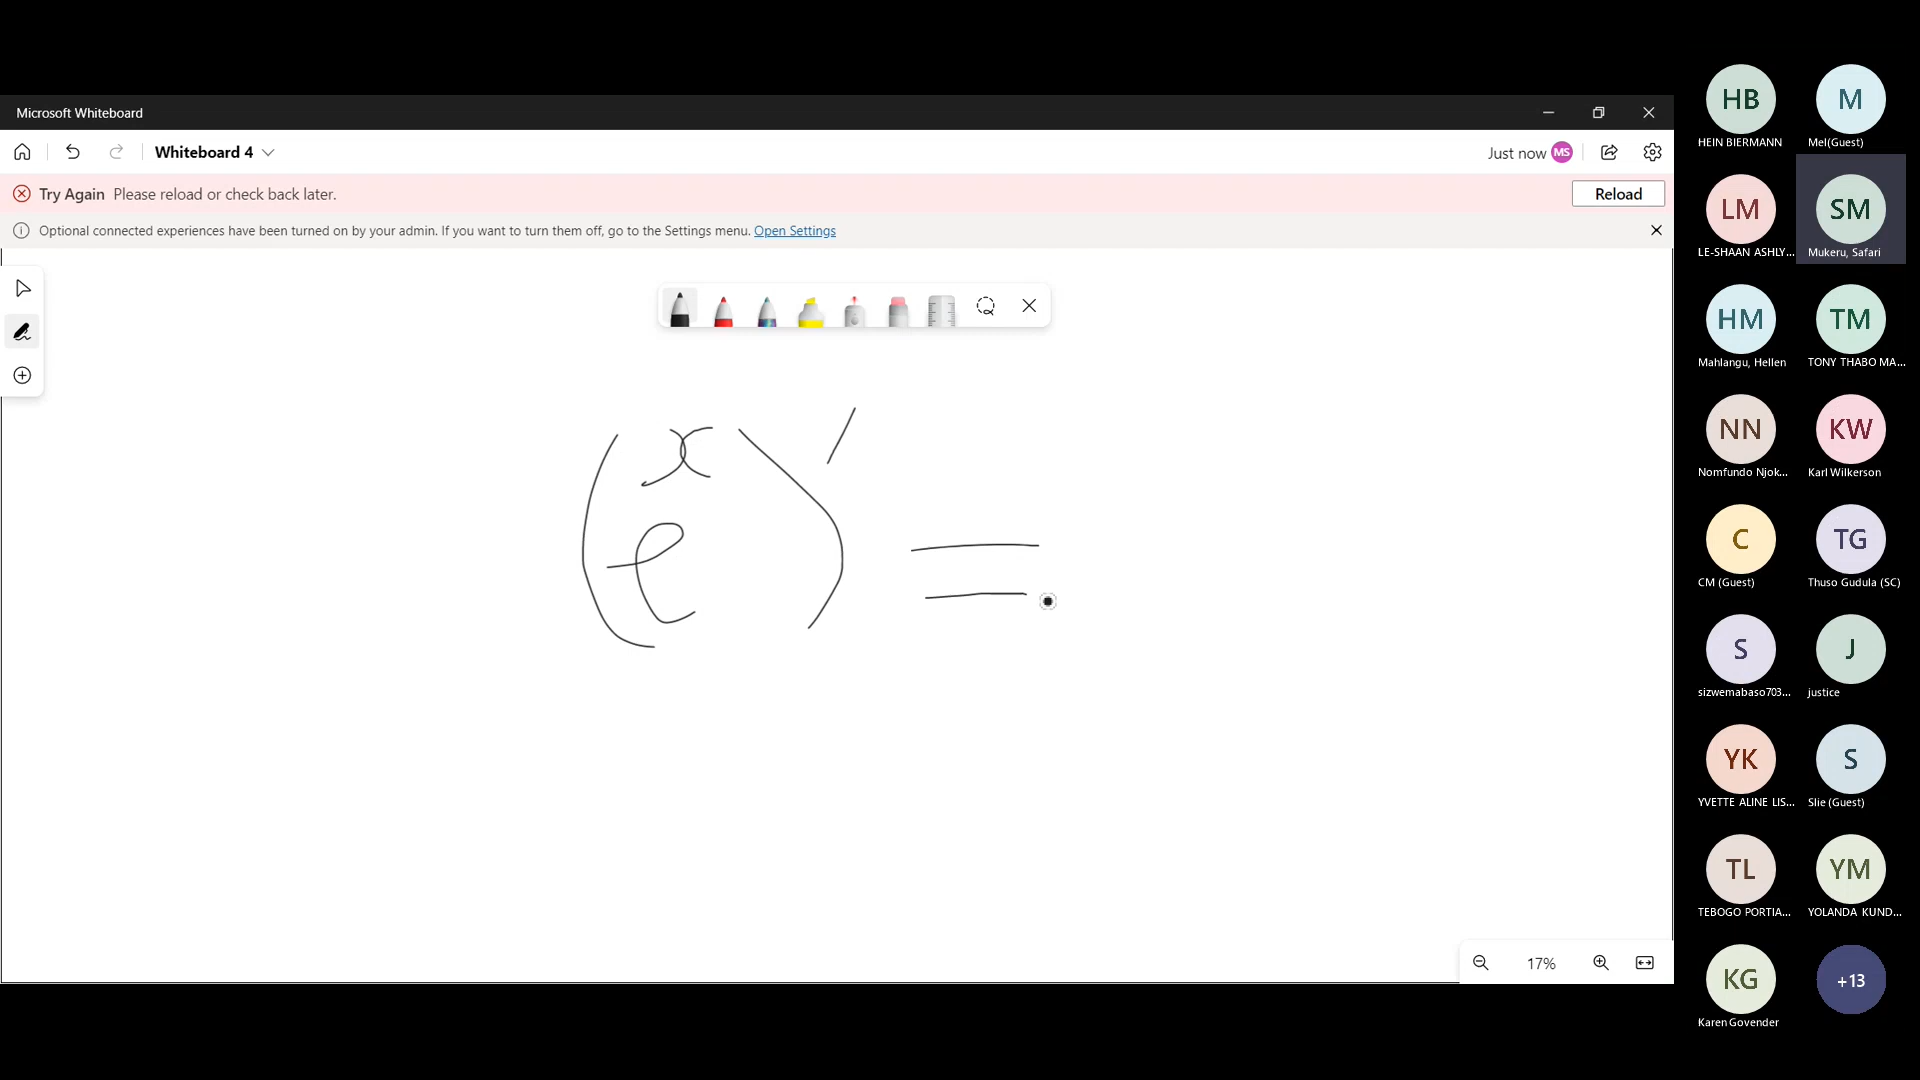 Microsoft Whiteboard
Whiteboard 4
Just now MS
Try Again Please reload or check back later.
Reload
Optional connected experiences have been turned on by your admin. If you want to turn them off, go to the Settings menu. Open Settings
(e^x)' =
17%
HB
HEIN BIERMANN
M
Mel(Guest)
LM
LE-SHAAN ASHLY...
SM
Mukeru, Safari
HM
Mahlangu, Hellen
TM
TONY THABO MA...
NN
Nomfundo Njok...
KW
Karl Wilkerson
C
CM (Guest)
TG
Thuso Gudula (SC)
S
sizwemabaso703...
J
justice
YK
YVETTE ALINE LIS...
S
Slie (Guest)
TL
TEBOGO PORTIA...
YM
YOLANDA KUND...
KG
Karen Govender
+13